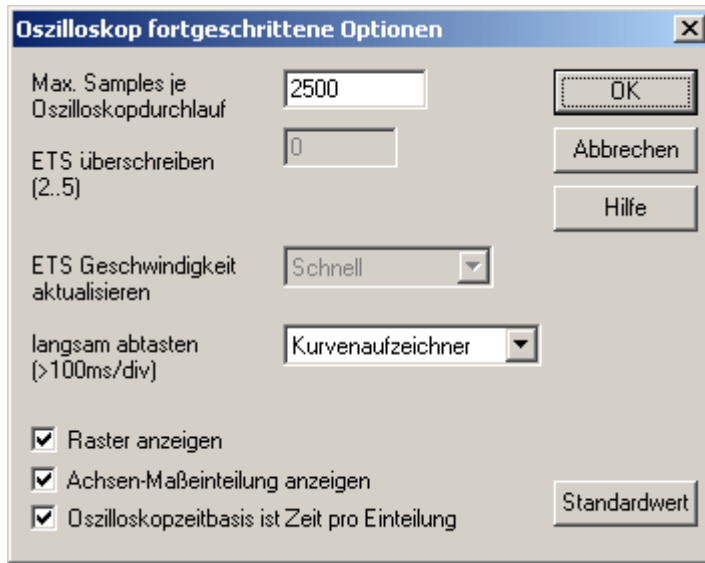 Oszilloskop fortgeschrittene Optionen
Max. Samples je
Oszilloskopdurchlauf
2500
OK
ETS überschreiben
(2..5)
0
Abbrechen
Hilfe
ETS Geschwindigkeit
aktualisieren
Schnell
langsam abtasten
(>100ms/div)
Kurvenaufzeichner
Raster anzeigen
Achsen-Maßeinteilung anzeigen
Oszilloskopzeitbasis ist Zeit pro Einteilung
Standardwert